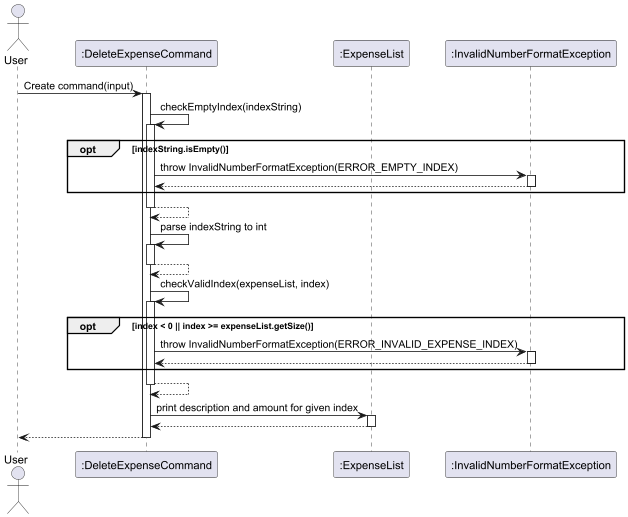 User
:DeleteExpenseCommand
:ExpenseList
:InvalidNumberFormatException
Create command(input)
checkEmptyIndex(indexString)
opt
[indexString.isEmpty()]
throw InvalidNumberFormatException(ERROR_EMPTY_INDEX)
parse indexString to int
checkValidIndex(expenseList, index)
opt
[index < 0 || index >= expenseList.getSize()]
throw InvalidNumberFormatException(ERROR_INVALID_EXPENSE_INDEX)
print description and amount for given index
User
:DeleteExpenseCommand
:ExpenseList
:InvalidNumberFormatException